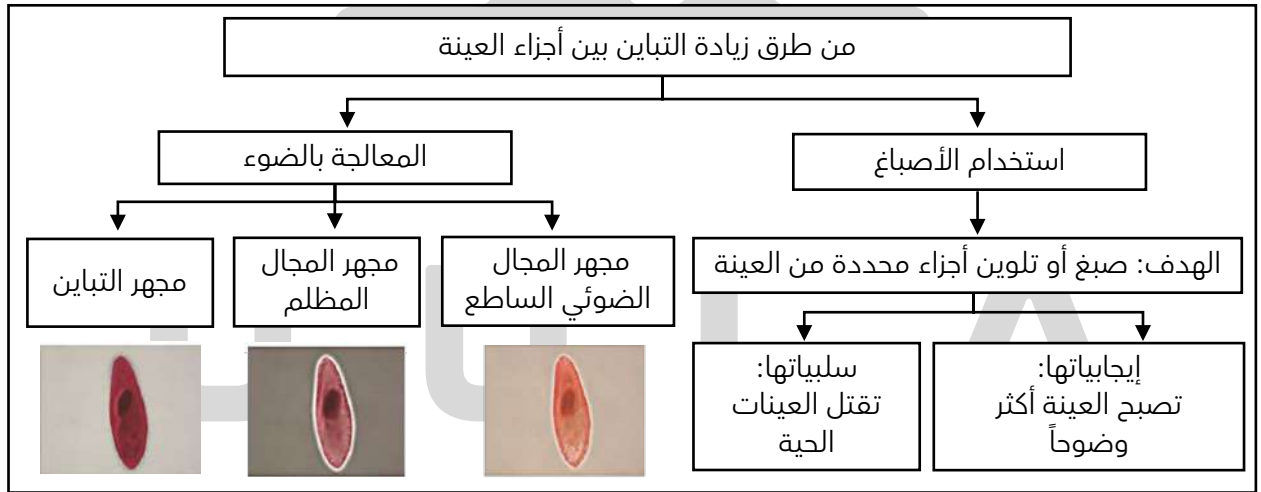 من طرق زيادة التباين بين أجزاء العينة
استخدام الأصباغ
المعالجة بالضوء
الهدف: صبغ أو تلوين أجزاء محددة من العينة
إيجابياتها:
تصبح العينة أكثر
وضوحاً
سلبياتها:
تقتل العينات
الحية
مجهر المجال
الضوئي الساطع
مجهر المجال
المظلم
مجهر التباين